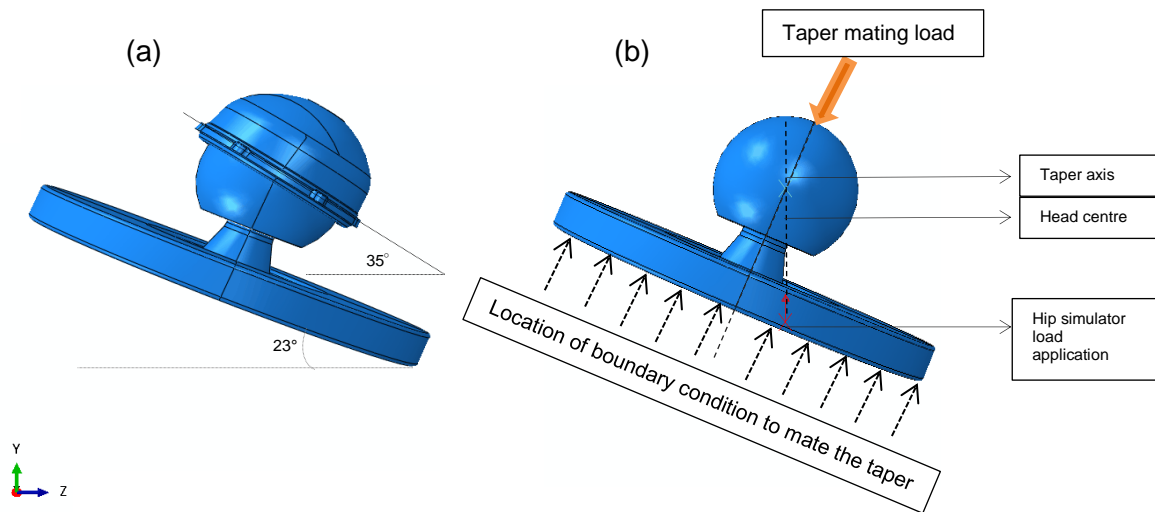 (a)
35°
23°
Y
Z
(b)
Taper mating load
Taper axis
Head centre
Hip simulator
load
application
Location of boundary condition to mate the taper